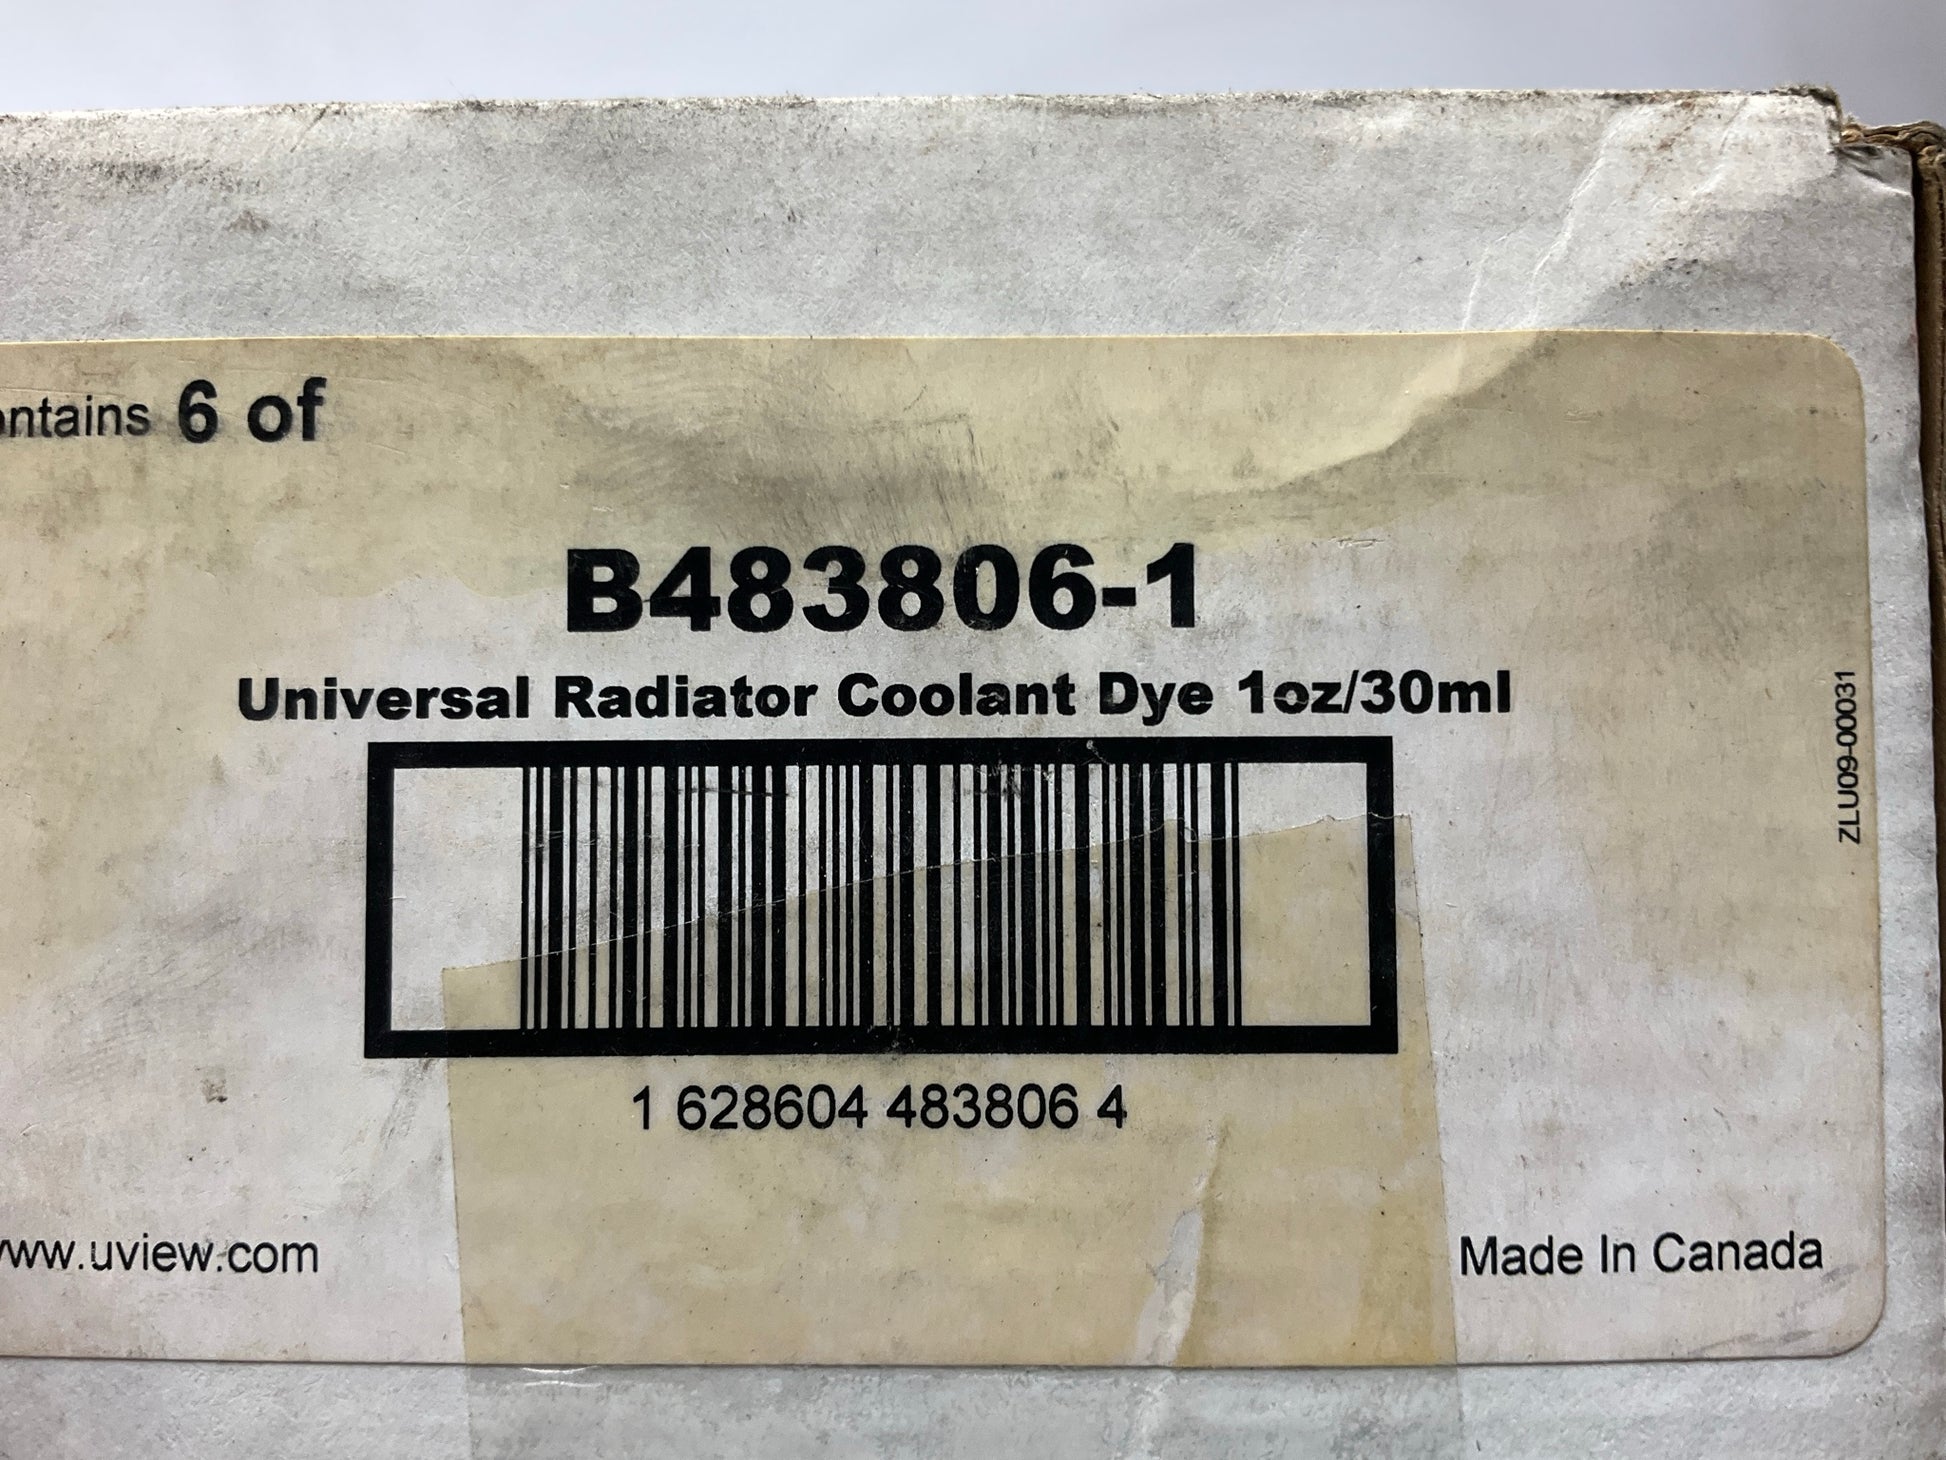 ontains 6 of
B483806-1
Universal Radiator Coolant Dye 1oz/30ml
ZLU09-00031
1 628604 483806 4
www.uview.com
Made In Canada